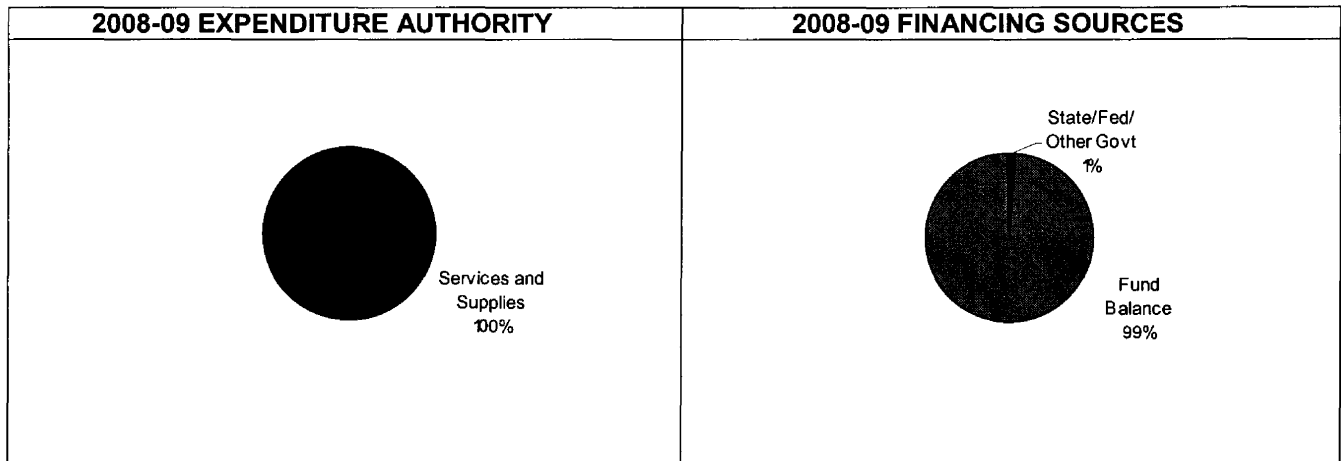 2008-09 EXPENDITURE AUTHORITY
Services and
Supplies
100%
2008-09 FINANCING SOURCES
State/Fed/
Other Govt
1%
Fund
Balance
99%